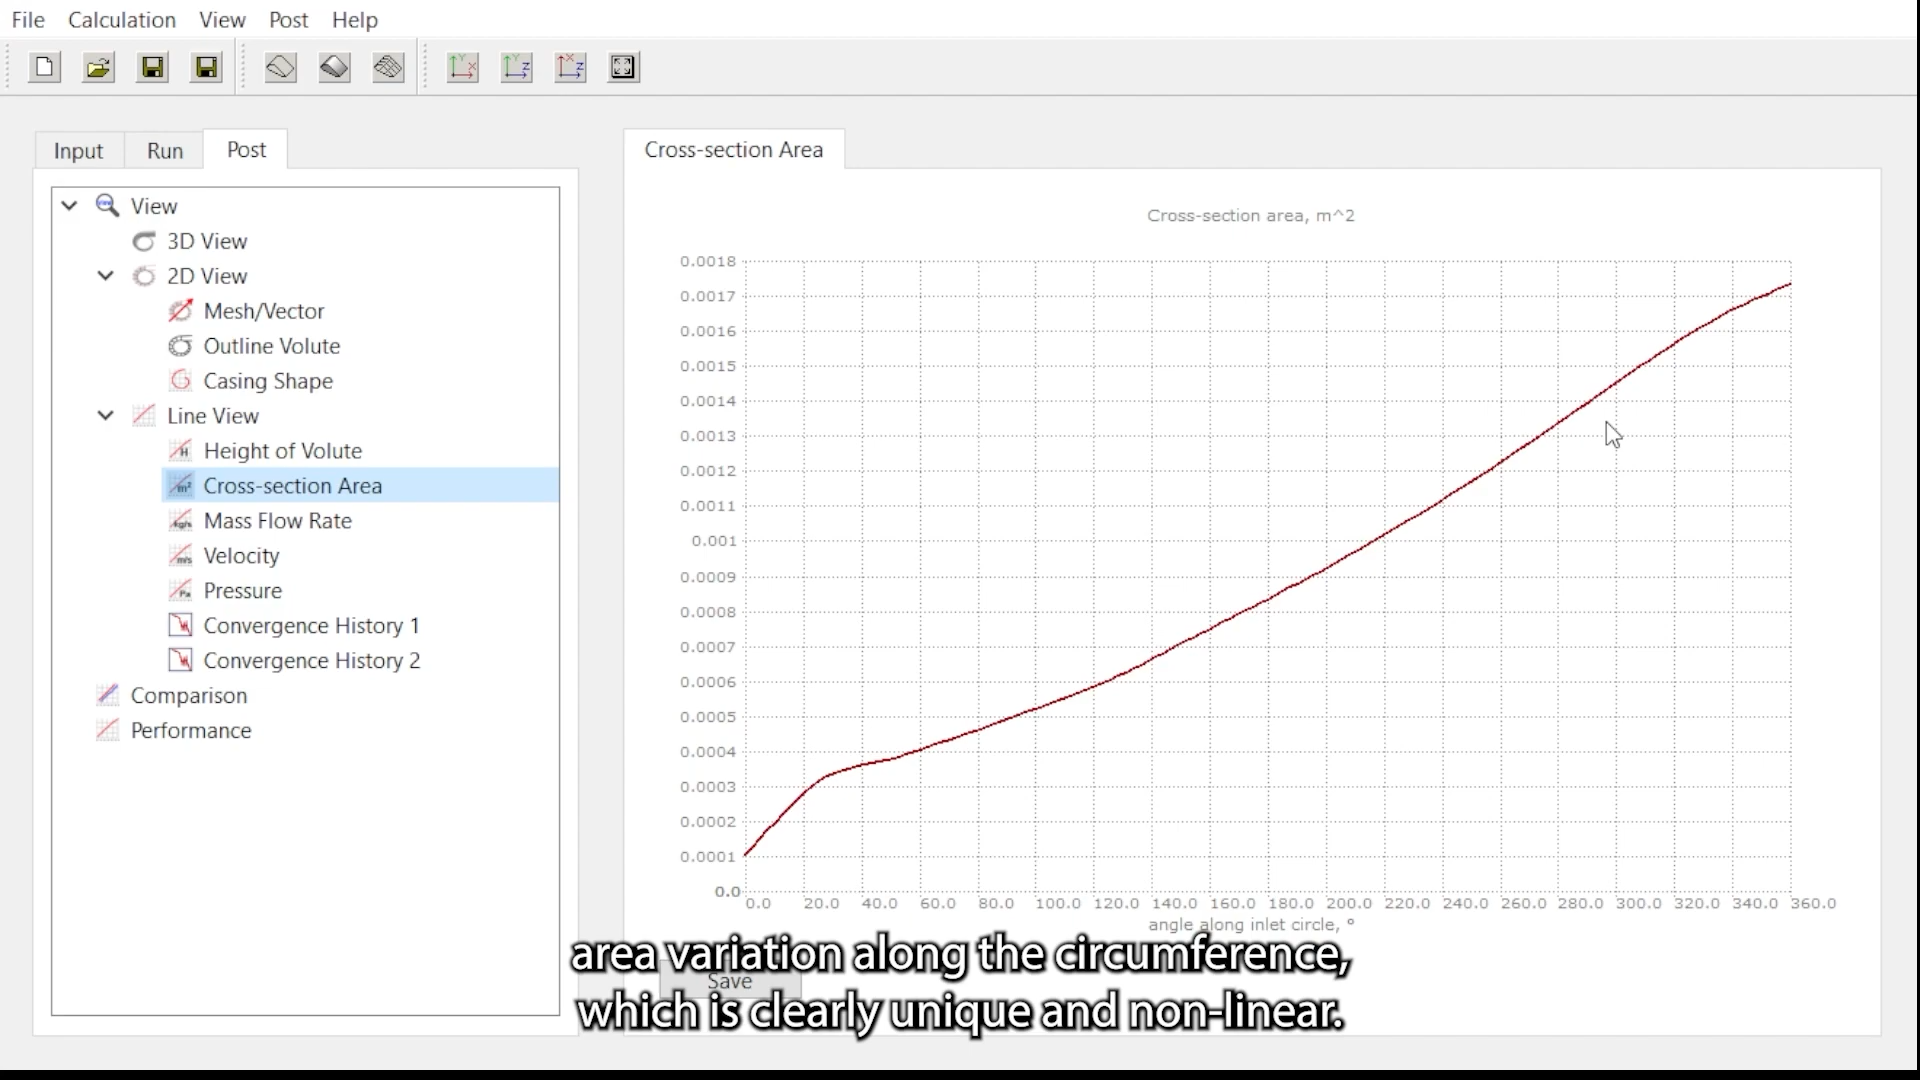 File Calculation View Post Help
Input Run Post
View
3D View
2D View
Mesh/Vector
Outline Volute
Casing Shape
Line View
Height of Volute
Cross-section Area
Mass Flow Rate
Velocity
Pressure
Convergence History 1
Convergence History 2
Comparison
Performance
Cross-section Area
Cross-section area, m^2
0.0018
0.0017
0.0016
0.0015
0.0014
0.0013
0.0012
0.0011
0.001
0.0009
0.0008
0.0007
0.0006
0.0005
0.0004
0.0003
0.0002
0.0001
0.0
0.0 20.0 40.0 60.0 80.0 100.0 120.0 140.0 160.0 180.0 200.0 220.0 240.0 260.0 280.0 300.0 320.0 340.0 360.0
angle along inlet circle, °
Save
area variation along the circumference,
which is clearly unique and non-linear.